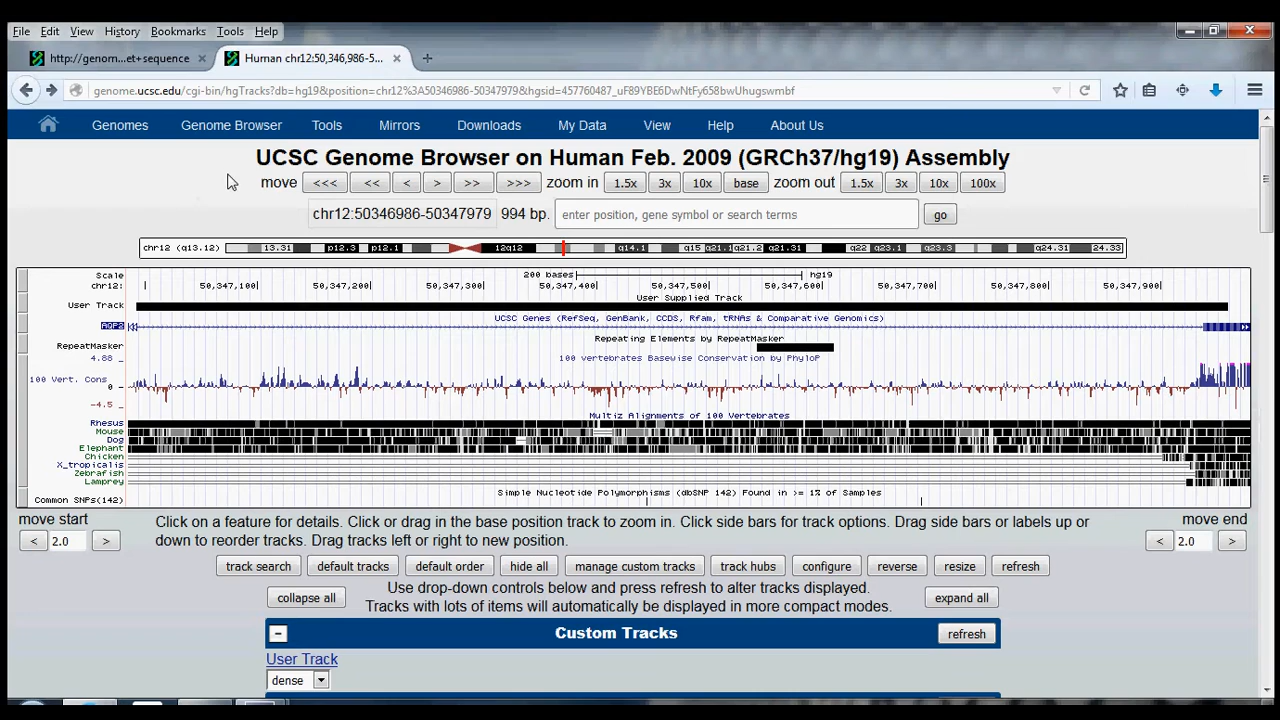 File Edit View History Bookmarks Tools Help
http://genom...et+sequence × Human chr12:50,346,986-5... × +
genome.ucsc.edu/cgi-bin/hgTracks?db=hg19&position=chr12%3A50346986-50347979&hgsid=457760487_uF89YBE6DwNtFy658bwUhugswmbf
Genomes Genome Browser Tools Mirrors Downloads My Data View Help About Us
UCSC Genome Browser on Human Feb. 2009 (GRCh37/hg19) Assembly
move <<< << < > >> >>> zoom in 1.5x 3x 10x base zoom out 1.5x 3x 10x 100x
chr12:50346986-50347979 994 bp. enter position, gene symbol or search terms go
chr12 (q13.12) 13.31 p12.3 p12.1 12q12 q14.1 q15 q21.1 q21.2 q21.31 q22 q23.1 q23.3 q24.31 24.33
Scale 200 bases hg19
chr12: 50,347,100 50,347,200 50,347,300 50,347,400 50,347,500 50,347,600 50,347,700 50,347,800 50,347,900
User Supplied Track
User Track
UCSC Genes (RefSeq, GenBank, CCDS, Rfam, tRNAs & Comparative Genomics)
AQP2
Repeating Elements by RepeatMasker
RepeatMasker
4.88 100 vertebrates Basewise Conservation by PhyloP
100 Vert. Cons 0
-4.5
Multiz Alignments of 100 Vertebrates
Rhesus
Mouse
Dog
Elephant
Chicken
X_tropicalis
Zebrafish
Lamprey
Simple Nucleotide Polymorphisms (dbSNP 142) Found in >= 1% of Samples
Common SNPs(142)
move start Click on a feature for details. Click or drag in the base position track to zoom in. Click side bars for track options. Drag side bars or labels up or move end
< 2.0 > down to reorder tracks. Drag tracks left or right to new position. < 2.0 >
track search default tracks default order hide all manage custom tracks track hubs configure reverse resize refresh
collapse all Use drop-down controls below and press refresh to alter tracks displayed. expand all
Tracks with lots of items will automatically be displayed in more compact modes.
- Custom Tracks refresh
User Track
dense